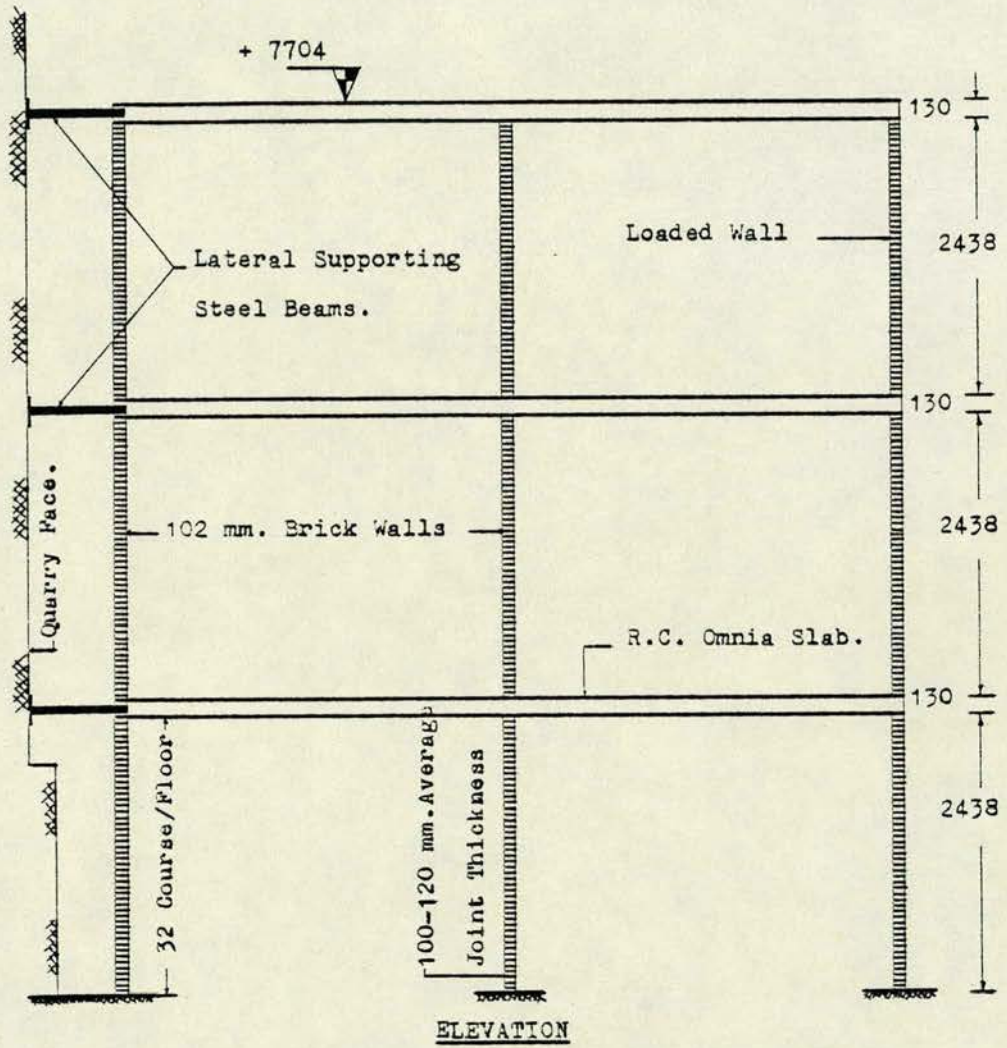 + 7704
130
2438
Loaded Wall
Lateral Supporting
Steel Beams.
130
Quarry Face.
102 mm. Brick Walls
2438
R.C. Omnia Slab.
130
32 Course/Floor
100-120 mm. Average
Joint Thickness
2438
ELEVATION